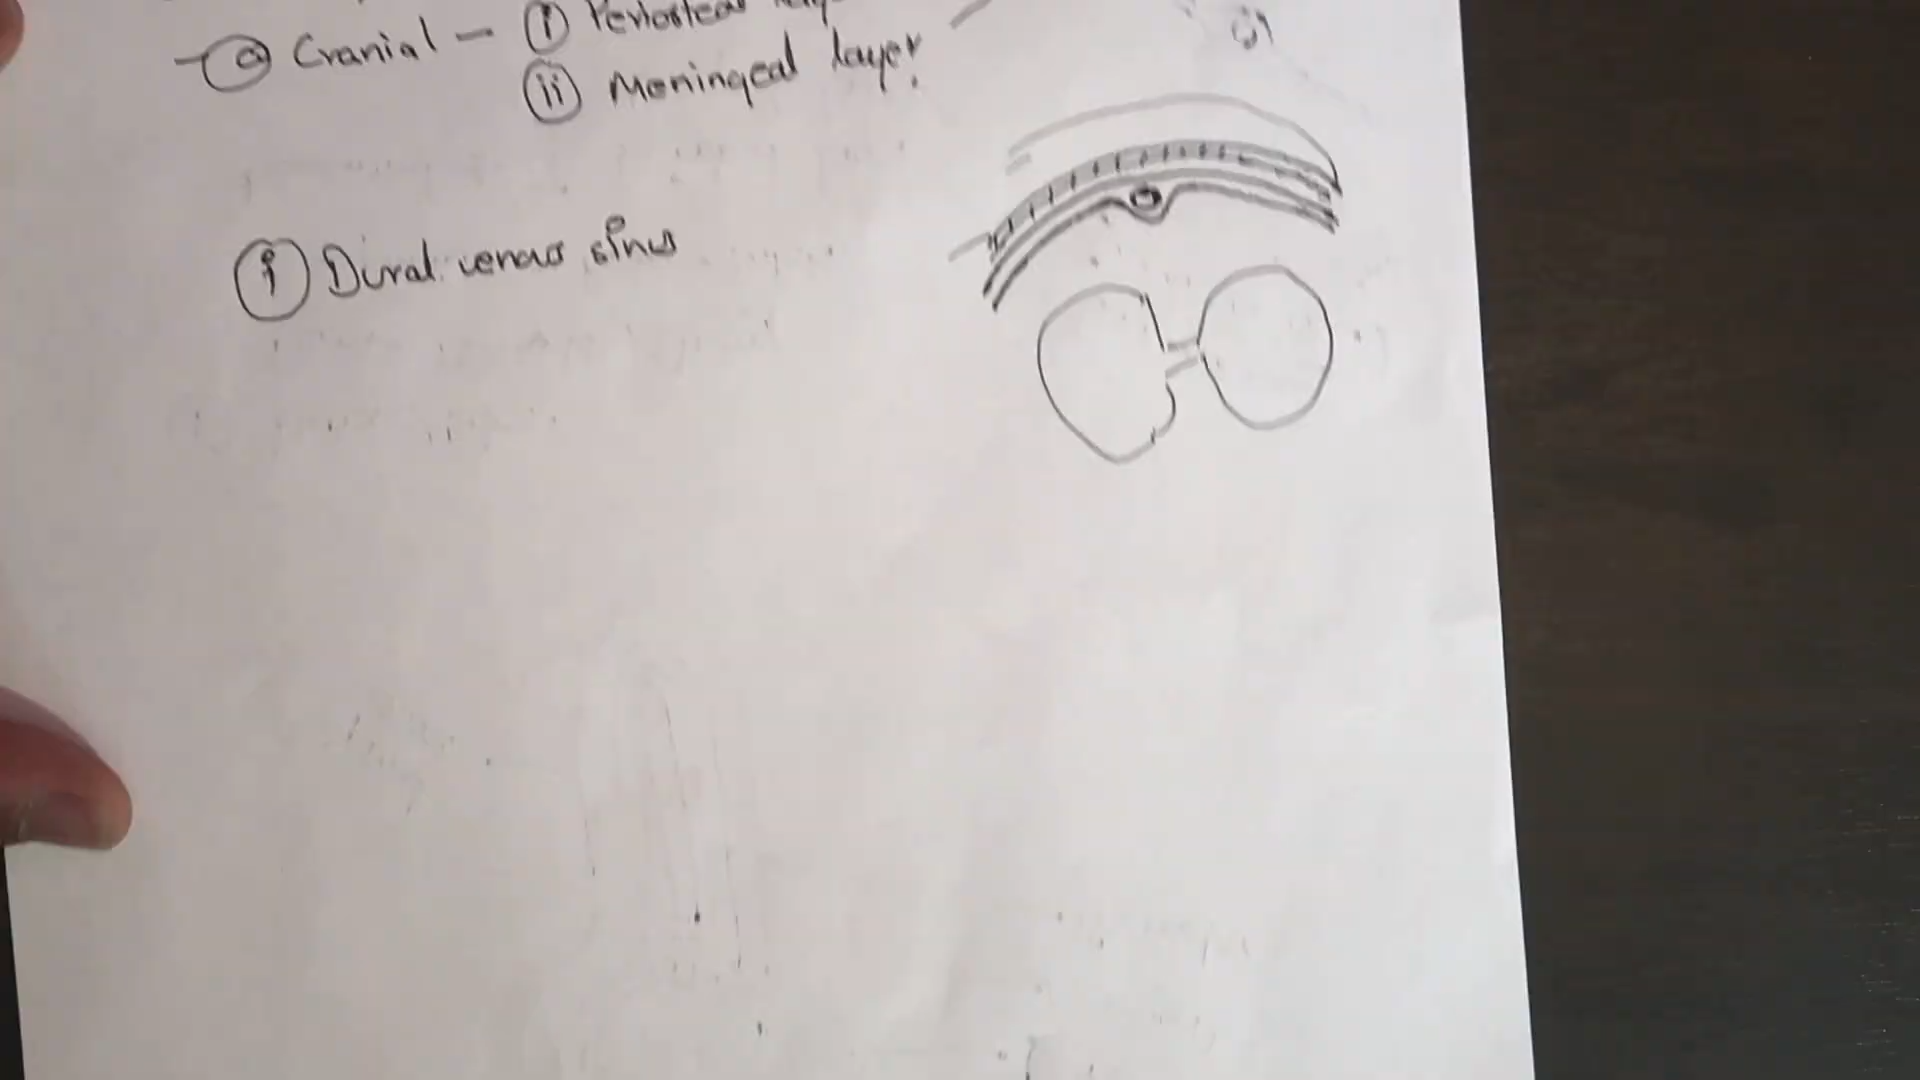 a Cranial - i Periosteal
ii Meningeal layer.
i Dural venous sinus